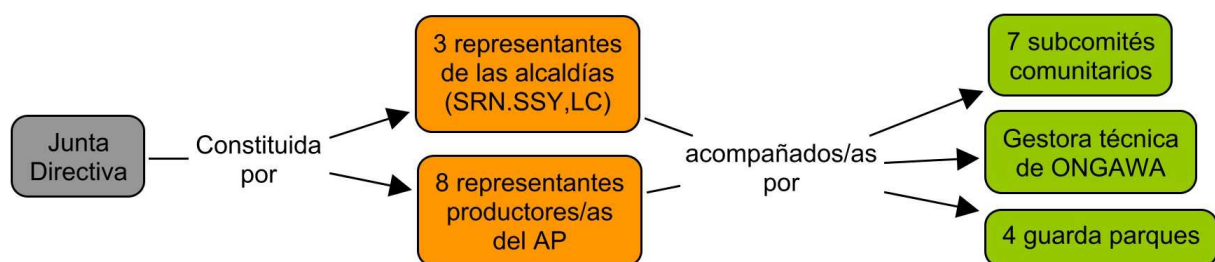 Junta
Directiva
Constituida
por
3 representantes
de las alcaldías
(SRN.SSY,LC)
8 representantes
productores/as
del AP
acompañados/as
por
7 subcomités
comunitarios
Gestora técnica
de ONGAWA
4 guarda parques